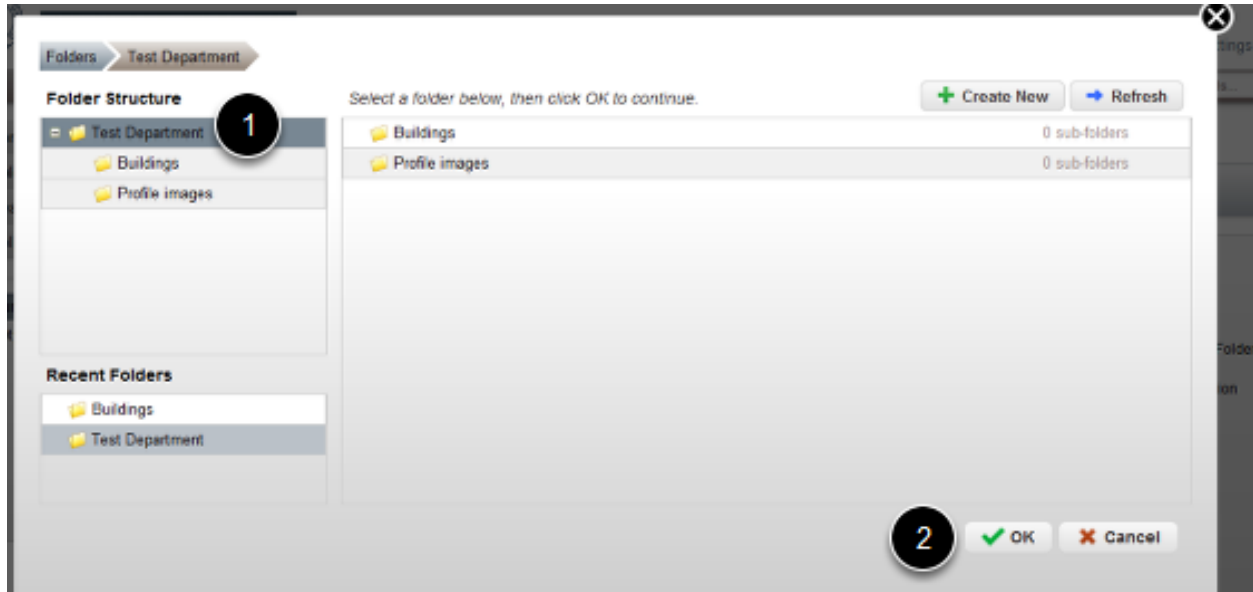 Folders Test Department
Folder Structure
1
Test Department
Buildings
Profile images
Select a folder below, then click OK to continue.
Create New Refresh
Buildings 0 sub-folders
Profile images 0 sub-folders
Recent Folders
Buildings
Test Department
2
OK Cancel